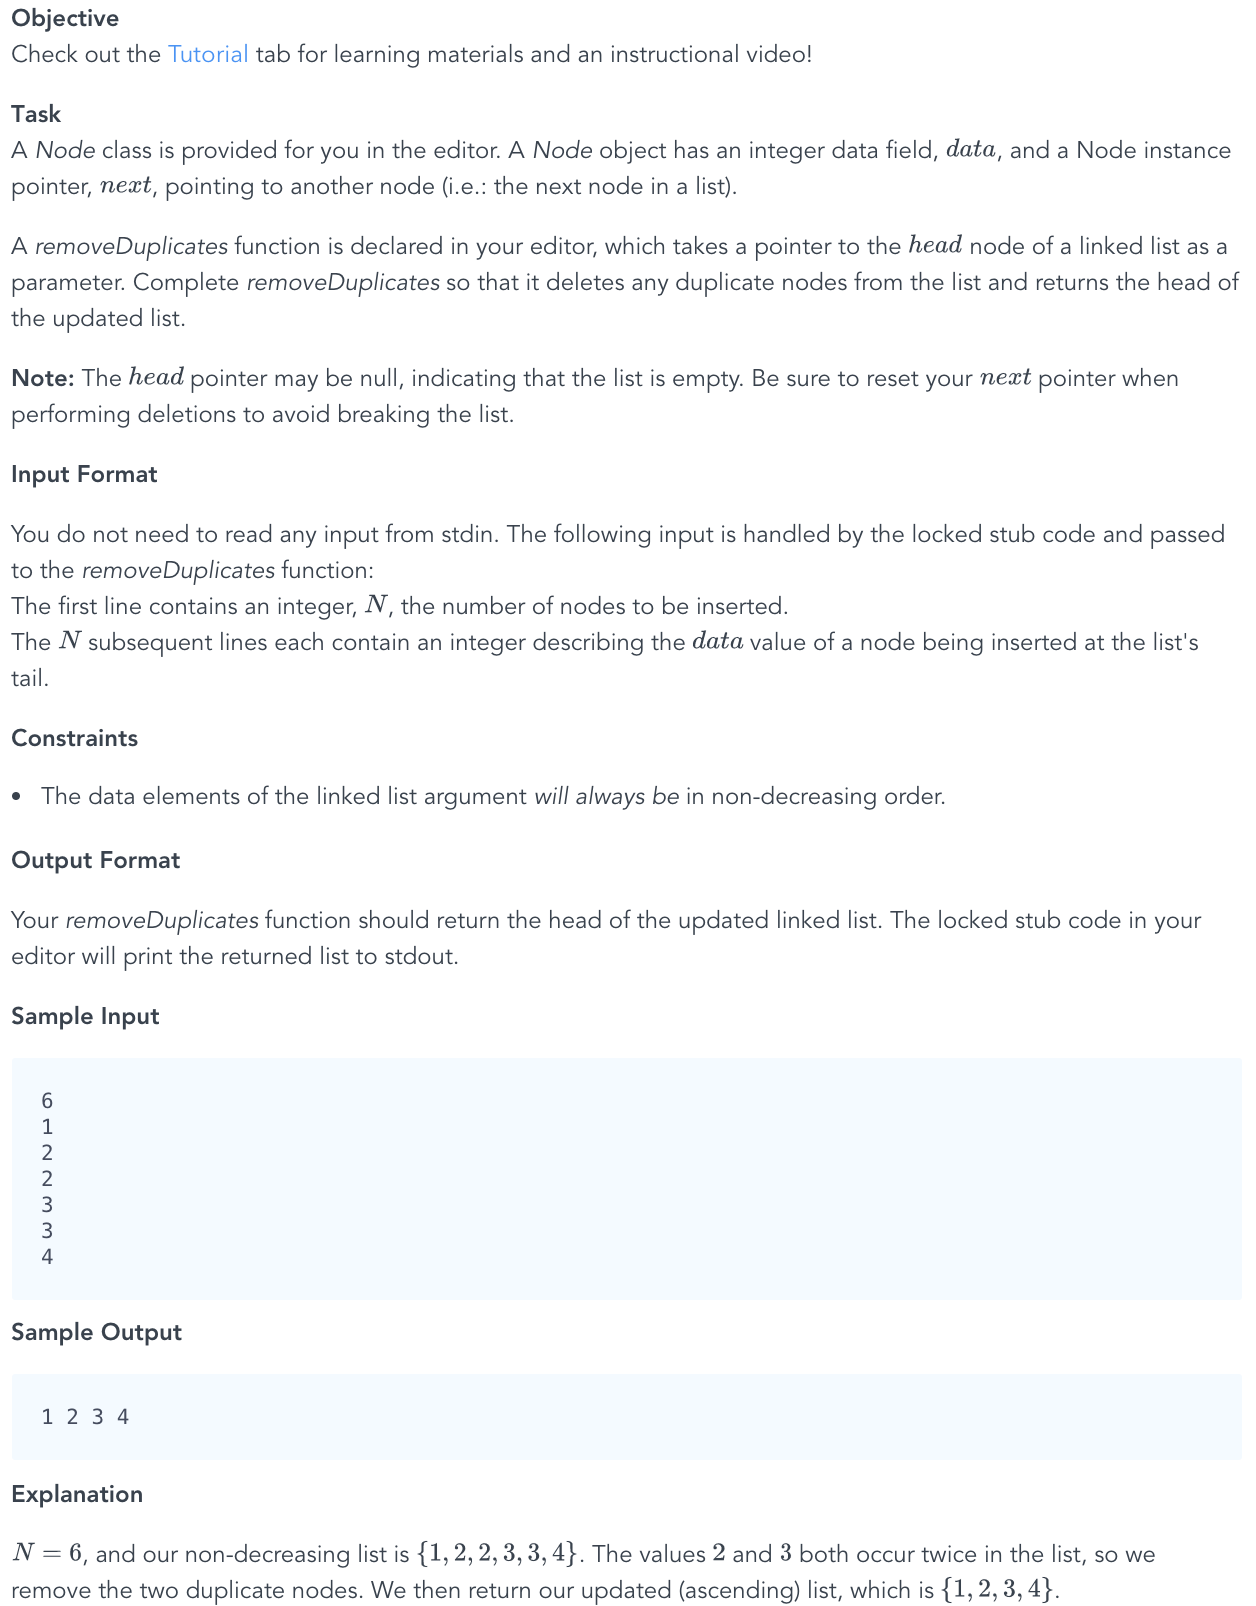 Objective
Check out the Tutorial tab for learning materials and an instructional video!
Task
A Node class is provided for you in the editor. A Node object has an integer data field, data, and a Node instance
pointer, next, pointing to another node (i.e.: the next node in a list).
A removeDuplicates function is declared in your editor, which takes a pointer to the head node of a linked list as a
parameter. Complete removeDuplicates so that it deletes any duplicate nodes from the list and returns the head of
the updated list.
Note: The head pointer may be null, indicating that the list is empty. Be sure to reset your next pointer when
performing deletions to avoid breaking the list.
Input Format
You do not need to read any input from stdin. The following input is handled by the locked stub code and passed
to the removeDuplicates function:
The first line contains an integer, N, the number of nodes to be inserted.
The N subsequent lines each contain an integer describing the data value of a node being inserted at the list's
tail.
Constraints
• The data elements of the linked list argument will always be in non-decreasing order.
Output Format
Your removeDuplicates function should return the head of the updated linked list. The locked stub code in your
editor will print the returned list to stdout.
Sample Input
6
1
2
2
3
3
4
Sample Output
1 2 3 4
Explanation
N = 6, and our non-decreasing list is {1, 2, 2, 3, 3, 4}. The values 2 and 3 both occur twice in the list, so we
remove the two duplicate nodes. We then return our updated (ascending) list, which is {1, 2, 3, 4}.